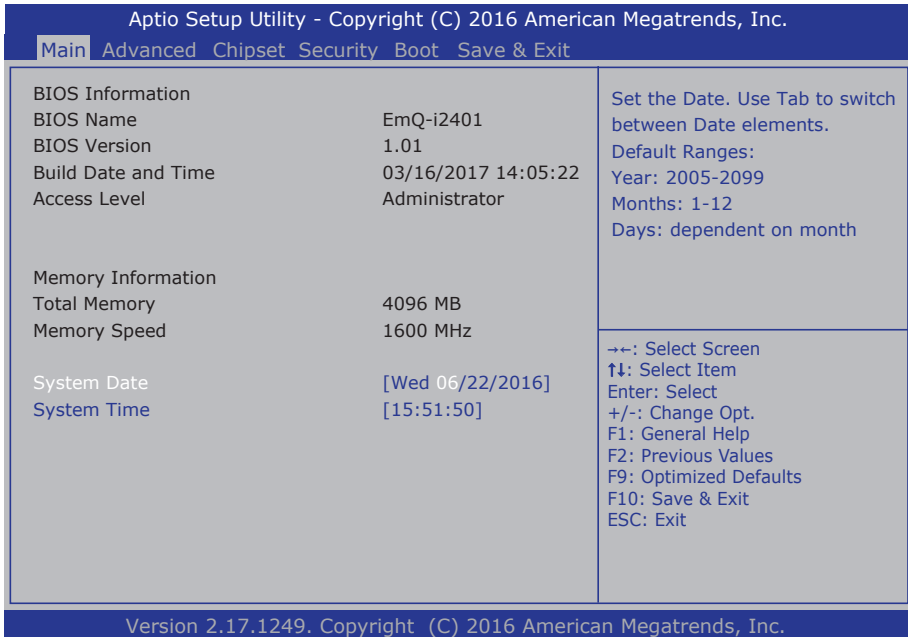 Aptio Setup Utility - Copyright (C) 2016 American Megatrends, Inc.
Main Advanced Chipset Security Boot Save & Exit
BIOS Information
BIOS Name EmQ-i2401
BIOS Version 1.01
Build Date and Time 03/16/2017 14:05:22
Access Level Administrator
Memory Information
Total Memory 4096 MB
Memory Speed 1600 MHz
System Date [Wed 06/22/2016]
System Time [15:51:50]
Set the Date. Use Tab to switch
between Date elements.
Default Ranges:
Year: 2005-2099
Months: 1-12
Days: dependent on month
→←: Select Screen
↑↓: Select Item
Enter: Select
+/-: Change Opt.
F1: General Help
F2: Previous Values
F9: Optimized Defaults
F10: Save & Exit
ESC: Exit
Version 2.17.1249. Copyright (C) 2016 American Megatrends, Inc.